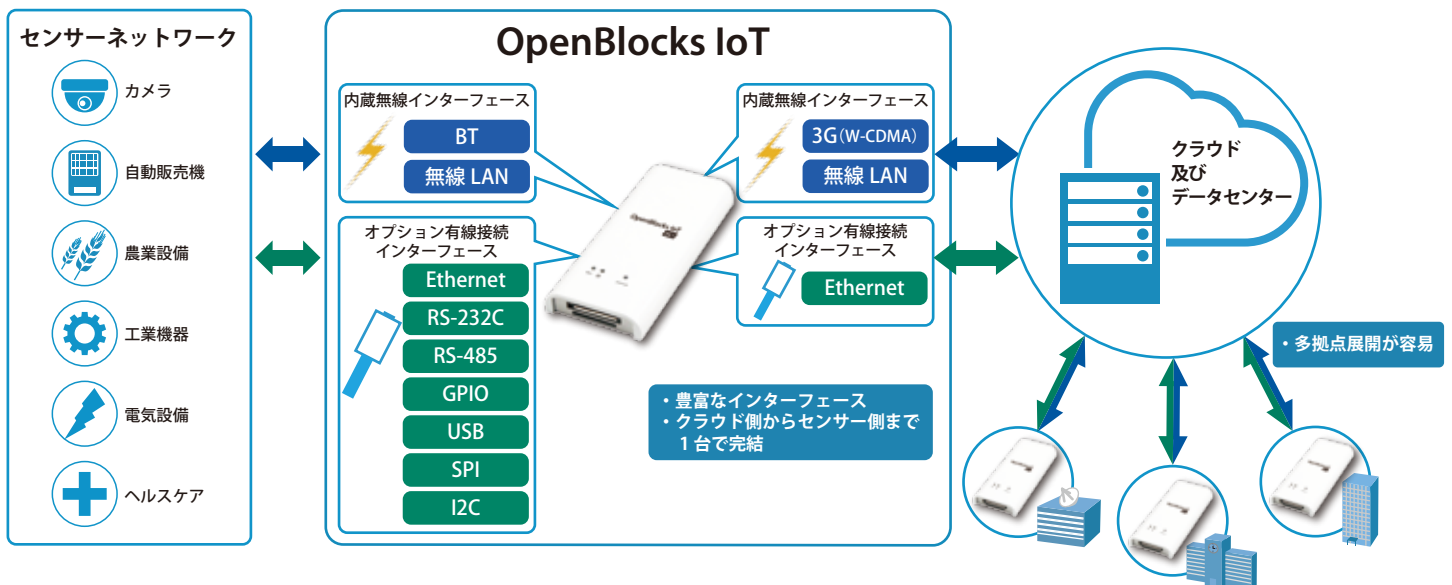 センサーネットワーク
カメラ
自動販売機
農業設備
工業機器
電気設備
ヘルスケア
OpenBlocks IoT
内蔵無線インターフェース
BT
無線 LAN
オプション有線接続
インターフェース
Ethernet
RS-232C
RS-485
GPIO
USB
SPI
I2C
OpenBlocks IoT
内蔵無線インターフェース
3G(W-CDMA)
無線 LAN
オプション有線接続
インターフェース
Ethernet
・豊富なインターフェース
・クラウド側からセンサー側まで
1 台で完結
クラウド
及び
データセンター
・多拠点展開が容易